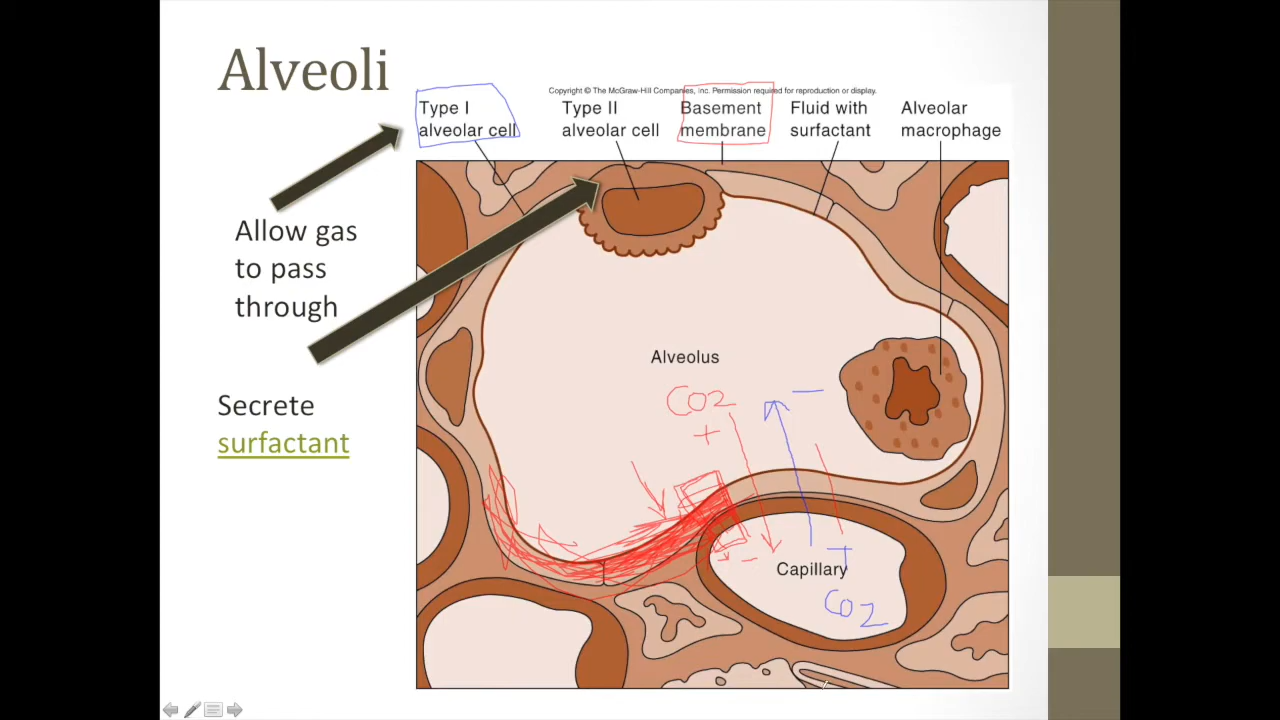 Alveoli
Copyright © The McGraw-Hill Companies, Inc. Permission required for reproduction or display.
Type I
alveolar cell
Type II
alveolar cell
Basement
membrane
Fluid with
surfactant
Alveolar
macrophage
Allow gas
to pass
through
Secrete
surfactant
Alveolus
CO2
+
−
−
+
Capillary
CO2